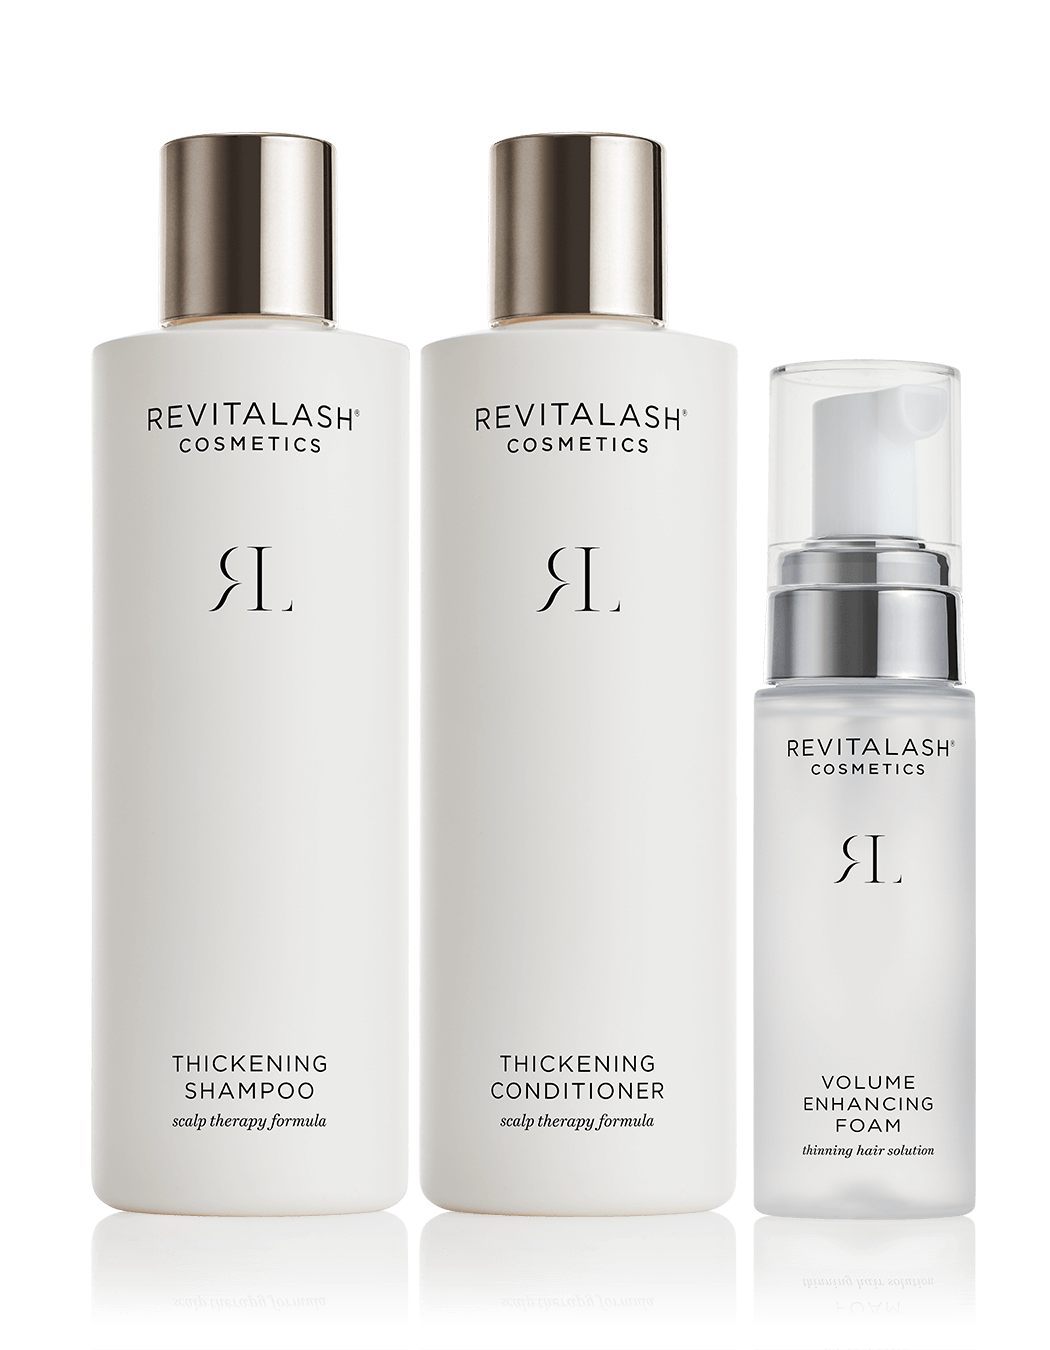 REVITALASH®
COSMETICS
RL
THICKENING
SHAMPOO
scalp therapy formula
REVITALASH®
COSMETICS
RL
THICKENING
CONDITIONER
scalp therapy formula
REVITALASH®
COSMETICS
RL
VOLUME
ENHANCING
FOAM
thinning hair solution